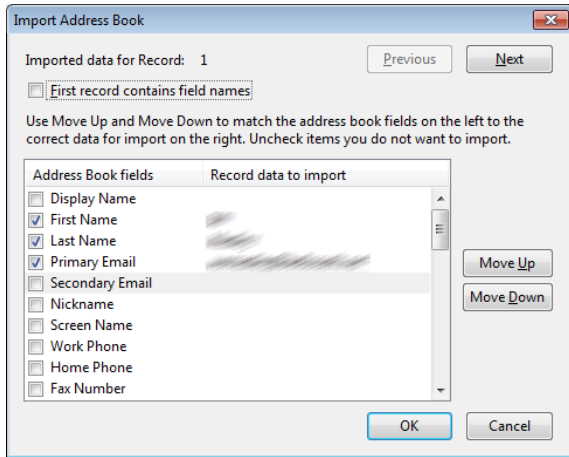 Import Address Book
Imported data for Record: 1
Previous
Next
First record contains field names
Use Move Up and Move Down to match the address book fields on the left to the
correct data for import on the right. Uncheck items you do not want to import.
Address Book fields
Record data to import
Display Name
First Name
Last Name
Primary Email
Secondary Email
Nickname
Screen Name
Work Phone
Home Phone
Fax Number
Move Up
Move Down
OK
Cancel